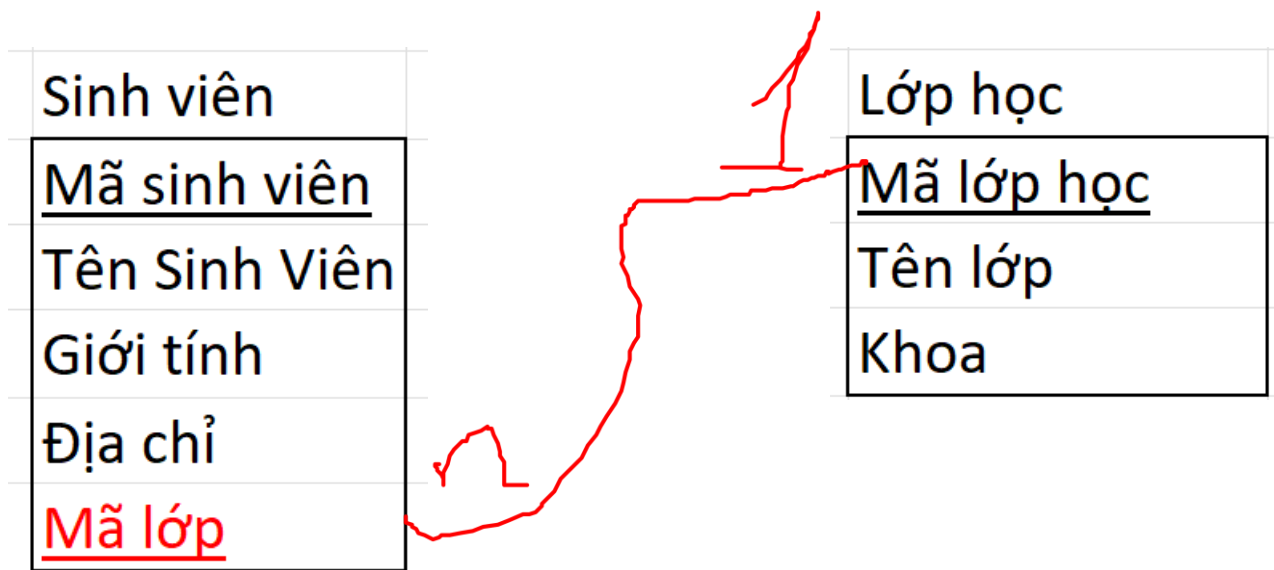 Sinh viên
Mã sinh viên
Tên Sinh Viên
Giới tính
Địa chỉ
Mã lớp
n
1
Lớp học
Mã lớp học
Tên lớp
Khoa